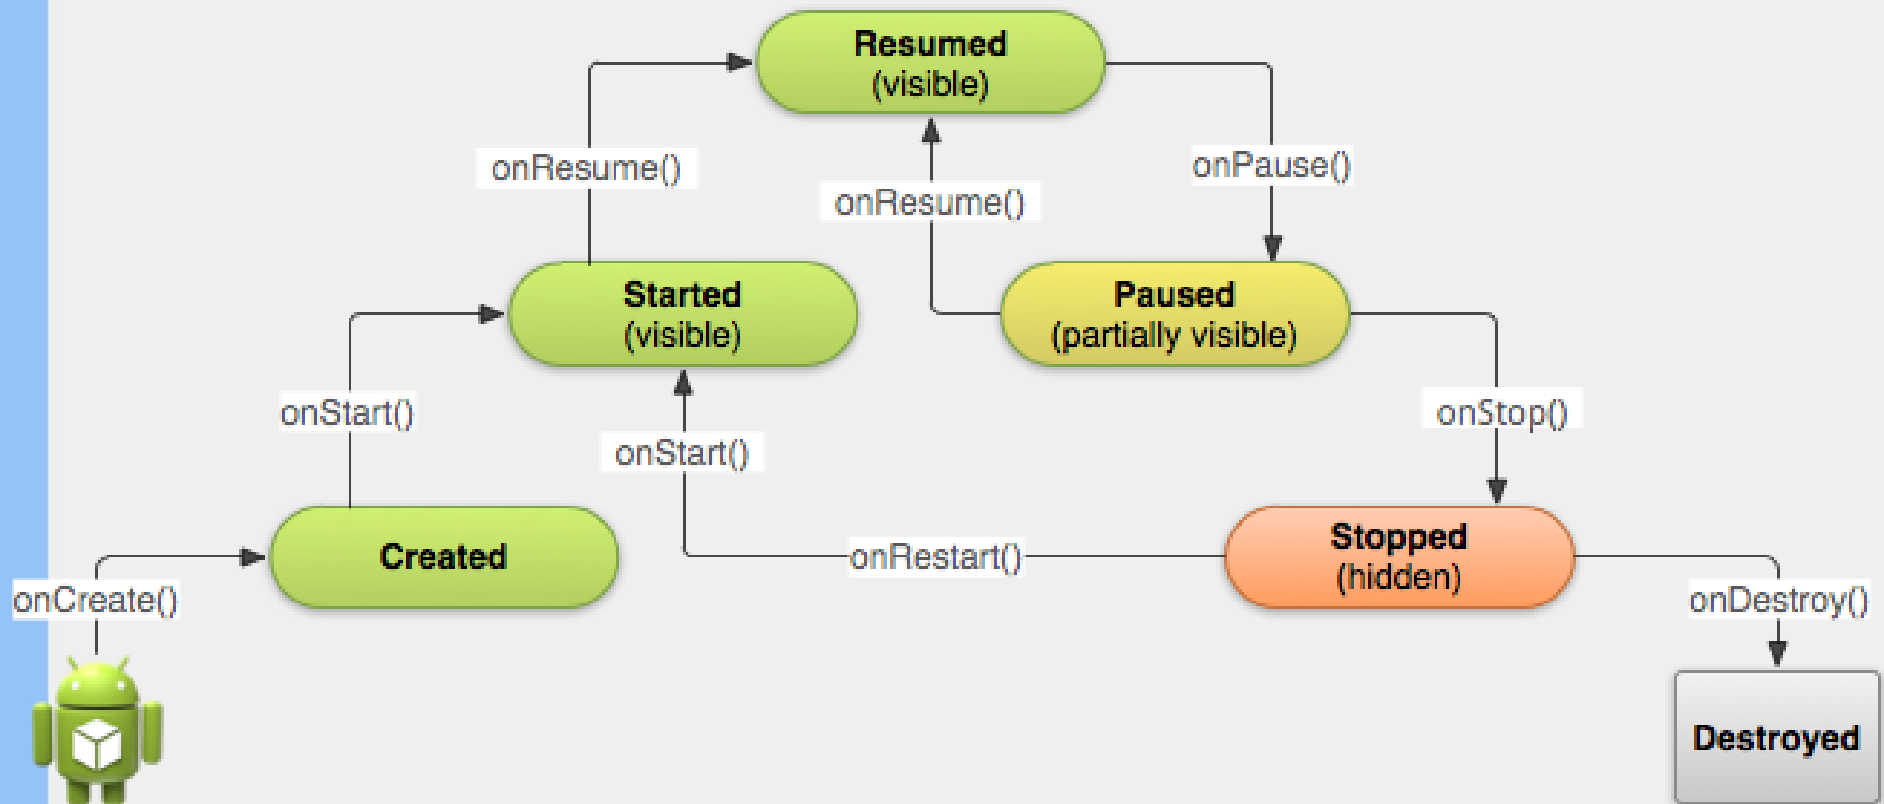 Resumed
(visible)
onResume()
onPause()
onResume()
Started
(visible)
Paused
(partially visible)
onStart()
onStop()
onStart()
Created
onRestart()
Stopped
(hidden)
onCreate()
onDestroy()
Destroyed